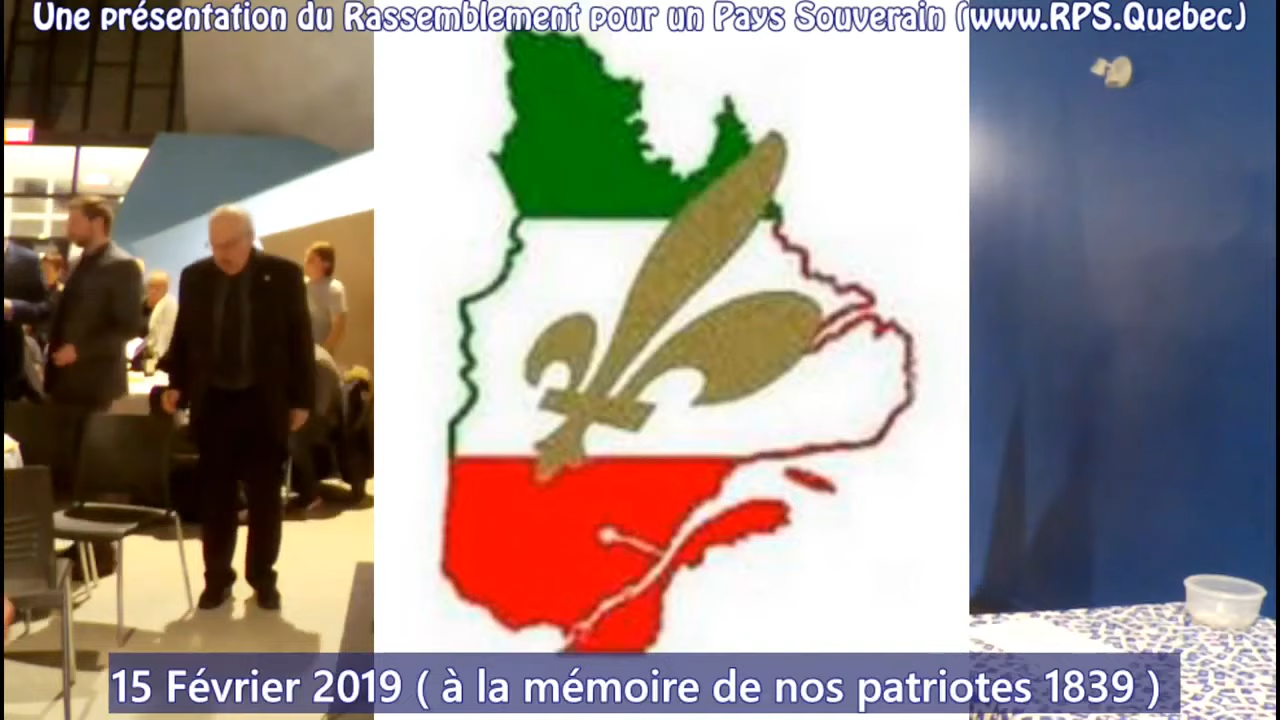 Une présentation du Rassemblement pour un Pays Souverain (www.RPS.Quebec)
15 Février 2019 ( à la mémoire de nos patriotes 1839 )